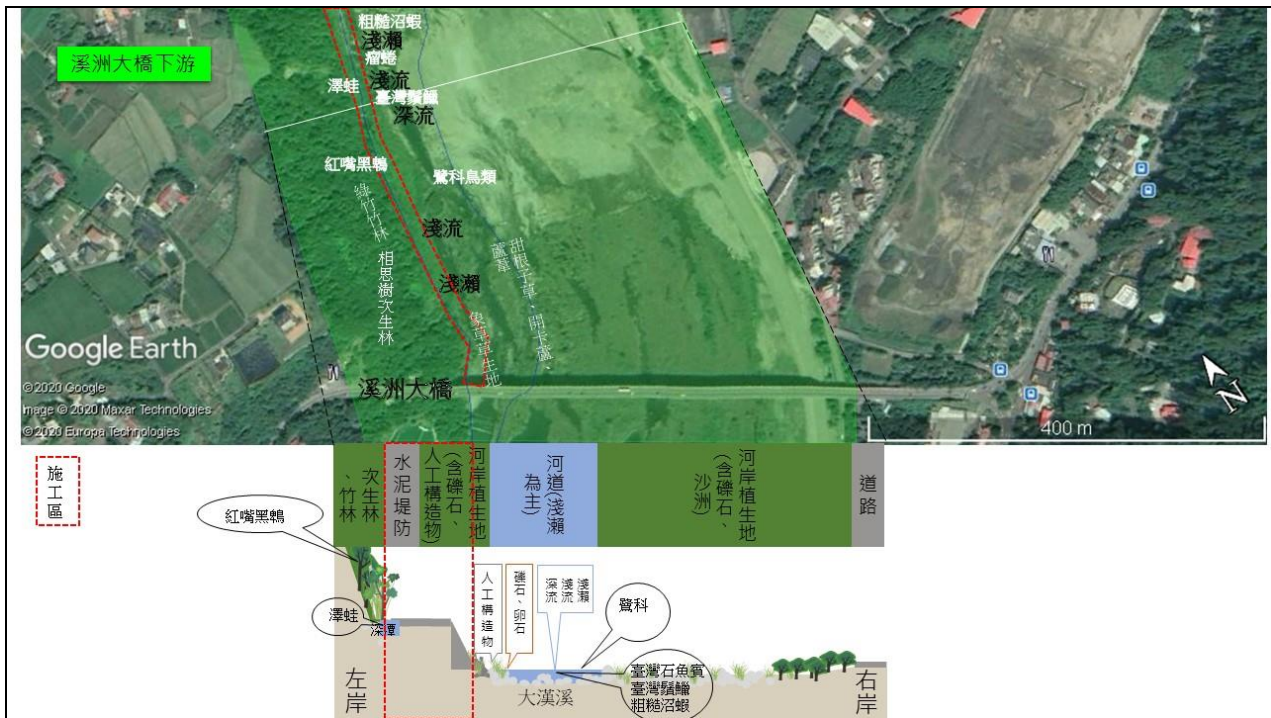 溪洲大橋下游
粗糙沼蝦
淺瀨
瘤蜷
澤蛙
淺流
臺灣鬚鱲
深流
紅嘴黑鵯
鷺科鳥類
綠竹竹林
相思樹次生林
淺流
淺瀨
甜根子草、開卡蘆、
蘆葦
象草草生地
Google Earth
© 2020 Google
Image © 2020 Maxar Technologies
© 2020 Europa Technologies
溪洲大橋
N
400 m
施工區
次生林
、竹林
水泥堤防
河岸植生地
(含礫石、
人工構造物)
河道(淺瀨
為主)
河岸植生地
(含礫石、
沙洲)
道路
紅嘴黑鵯
澤蛙
深潭
人工構造物
礫石、卵石
淺瀨
淺流
深流
鷺科
臺灣石魚賓
臺灣鬚鱲
粗糙沼蝦
左岸
大漢溪
右岸